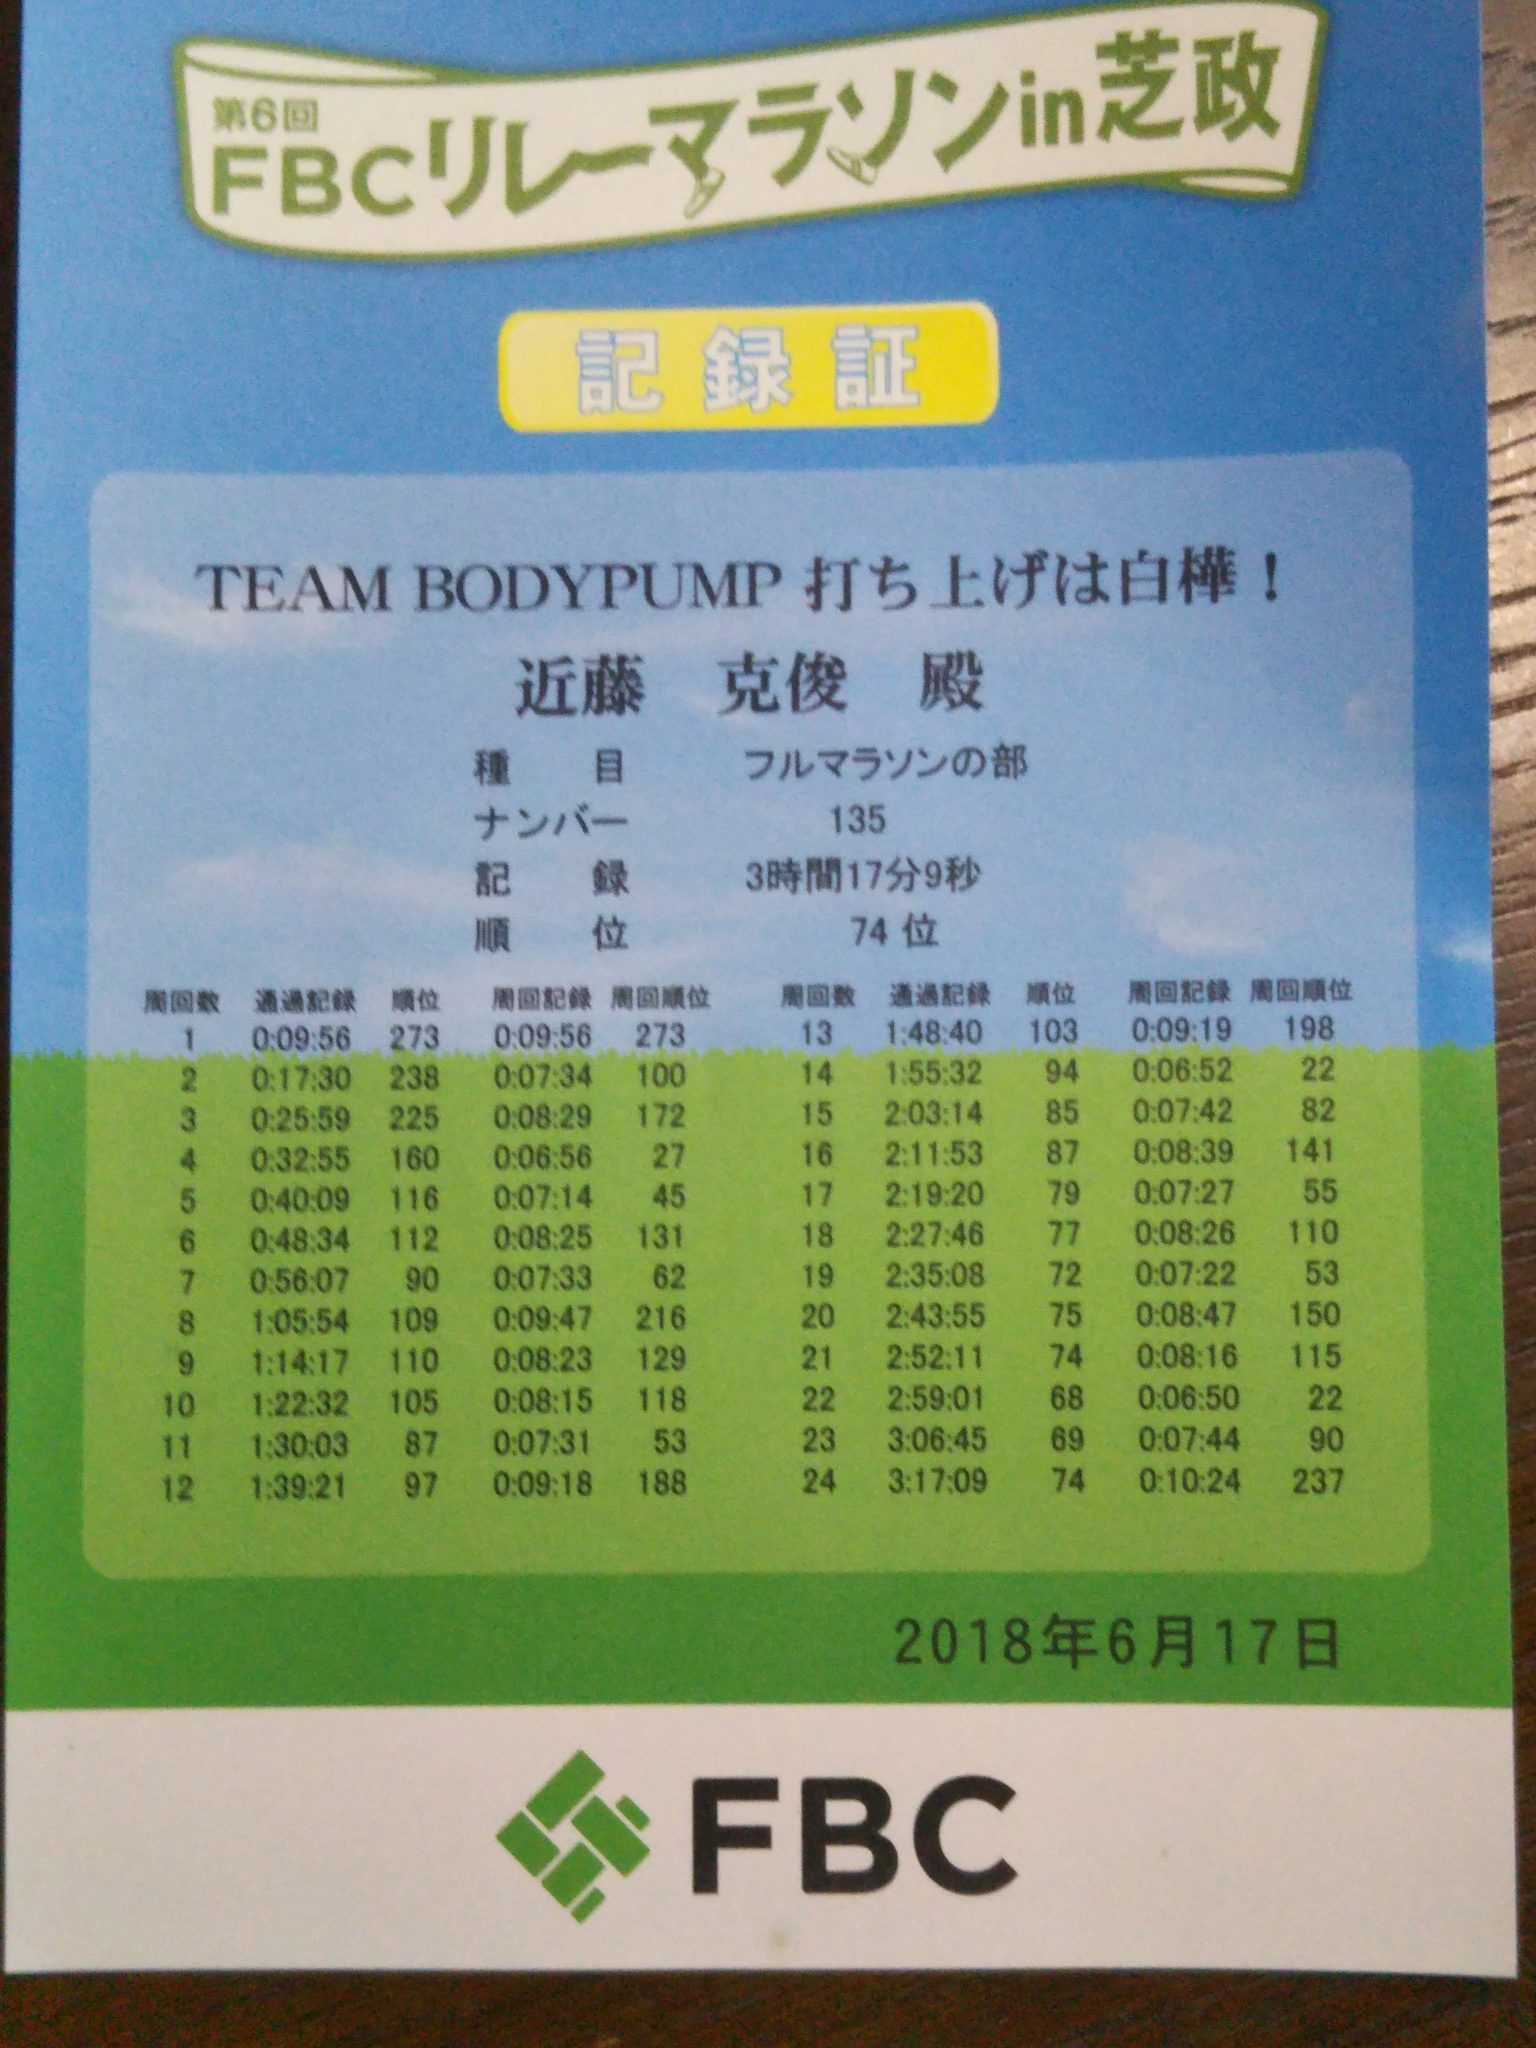 第6回
FBCリレーマラソンin芝政
記録証
TEAM BODYPUMP 打ち上げは白樺！
近藤 克俊 殿
種目 フルマラソンの部
ナンバー 135
記録 3時間17分9秒
順位 74 位
周回数 通過記録 順位 周回記録 周回順位 周回数 通過記録 順位 周回記録 周回順位
1 0:09:56 273 0:09:56 273 13 1:48:40 103 0:09:19 198
2 0:17:30 238 0:07:34 100 14 1:55:32 94 0:06:52 22
3 0:25:59 225 0:08:29 172 15 2:03:14 85 0:07:42 82
4 0:32:55 160 0:06:56 27 16 2:11:53 87 0:08:39 141
5 0:40:09 116 0:07:14 45 17 2:19:20 79 0:07:27 55
6 0:48:34 112 0:08:25 131 18 2:27:46 77 0:08:26 110
7 0:56:07 90 0:07:33 62 19 2:35:08 72 0:07:22 53
8 1:05:54 109 0:09:47 216 20 2:43:55 75 0:08:47 150
9 1:14:17 110 0:08:23 129 21 2:52:11 74 0:08:16 115
10 1:22:32 105 0:08:15 118 22 2:59:01 68 0:06:50 22
11 1:30:03 87 0:07:31 53 23 3:06:45 69 0:07:44 90
12 1:39:21 97 0:09:18 188 24 3:17:09 74 0:10:24 237
2018年6月17日
FBC